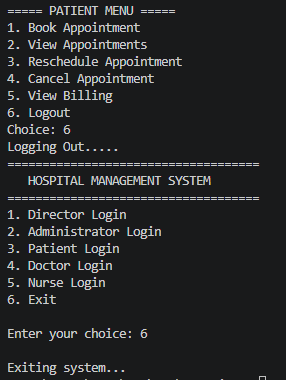 ===== PATIENT MENU =====
1. Book Appointment
2. View Appointments
3. Reschedule Appointment
4. Cancel Appointment
5. View Billing
6. Logout
Choice: 6
Logging Out.....
====================================
HOSPITAL MANAGEMENT SYSTEM
====================================
1. Director Login
2. Administrator Login
3. Patient Login
4. Doctor Login
5. Nurse Login
6. Exit
Enter your choice: 6
Exiting system...